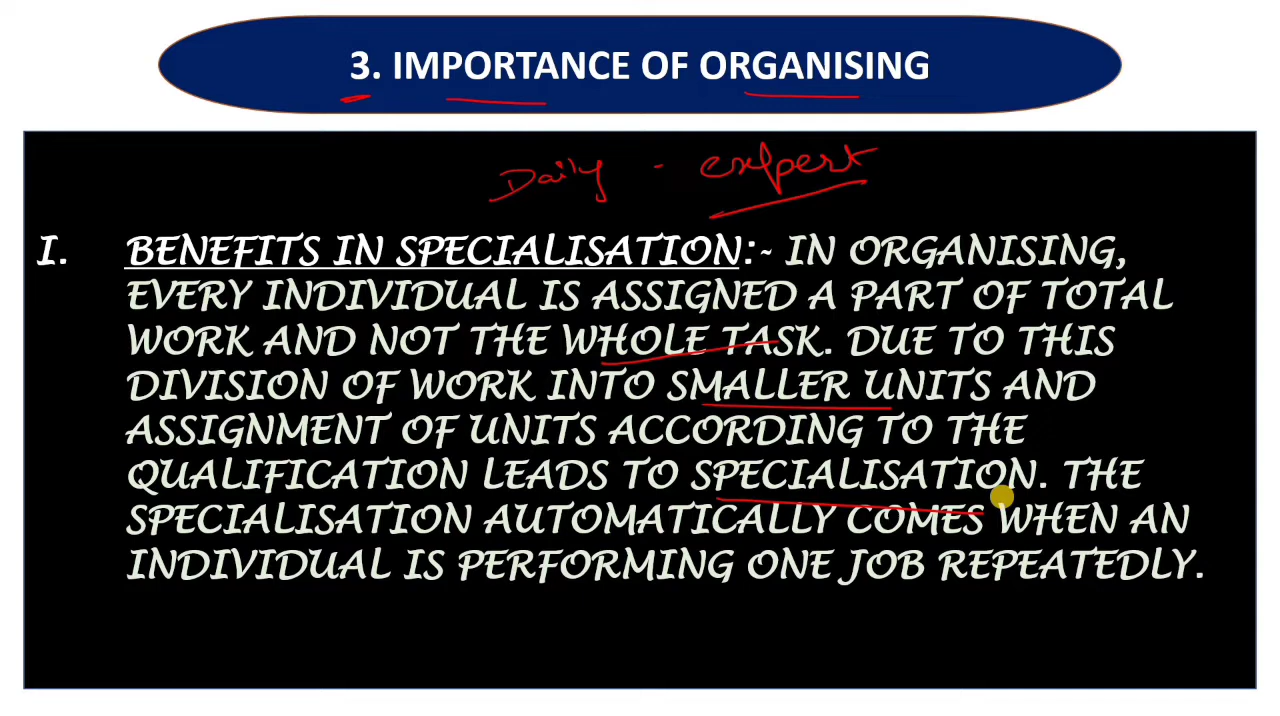 3. IMPORTANCE OF ORGANISING
Daily - expert
I. BENEFITS IN SPECIALISATION:- IN ORGANISING,
EVERY INDIVIDUAL IS ASSIGNED A PART OF TOTAL
WORK AND NOT THE WHOLE TASK. DUE TO THIS
DIVISION OF WORK INTO SMALLER UNITS AND
ASSIGNMENT OF UNITS ACCORDING TO THE
QUALIFICATION LEADS TO SPECIALISATION. THE
SPECIALISATION AUTOMATICALLY COMES WHEN AN
INDIVIDUAL IS PERFORMING ONE JOB REPEATEDLY.